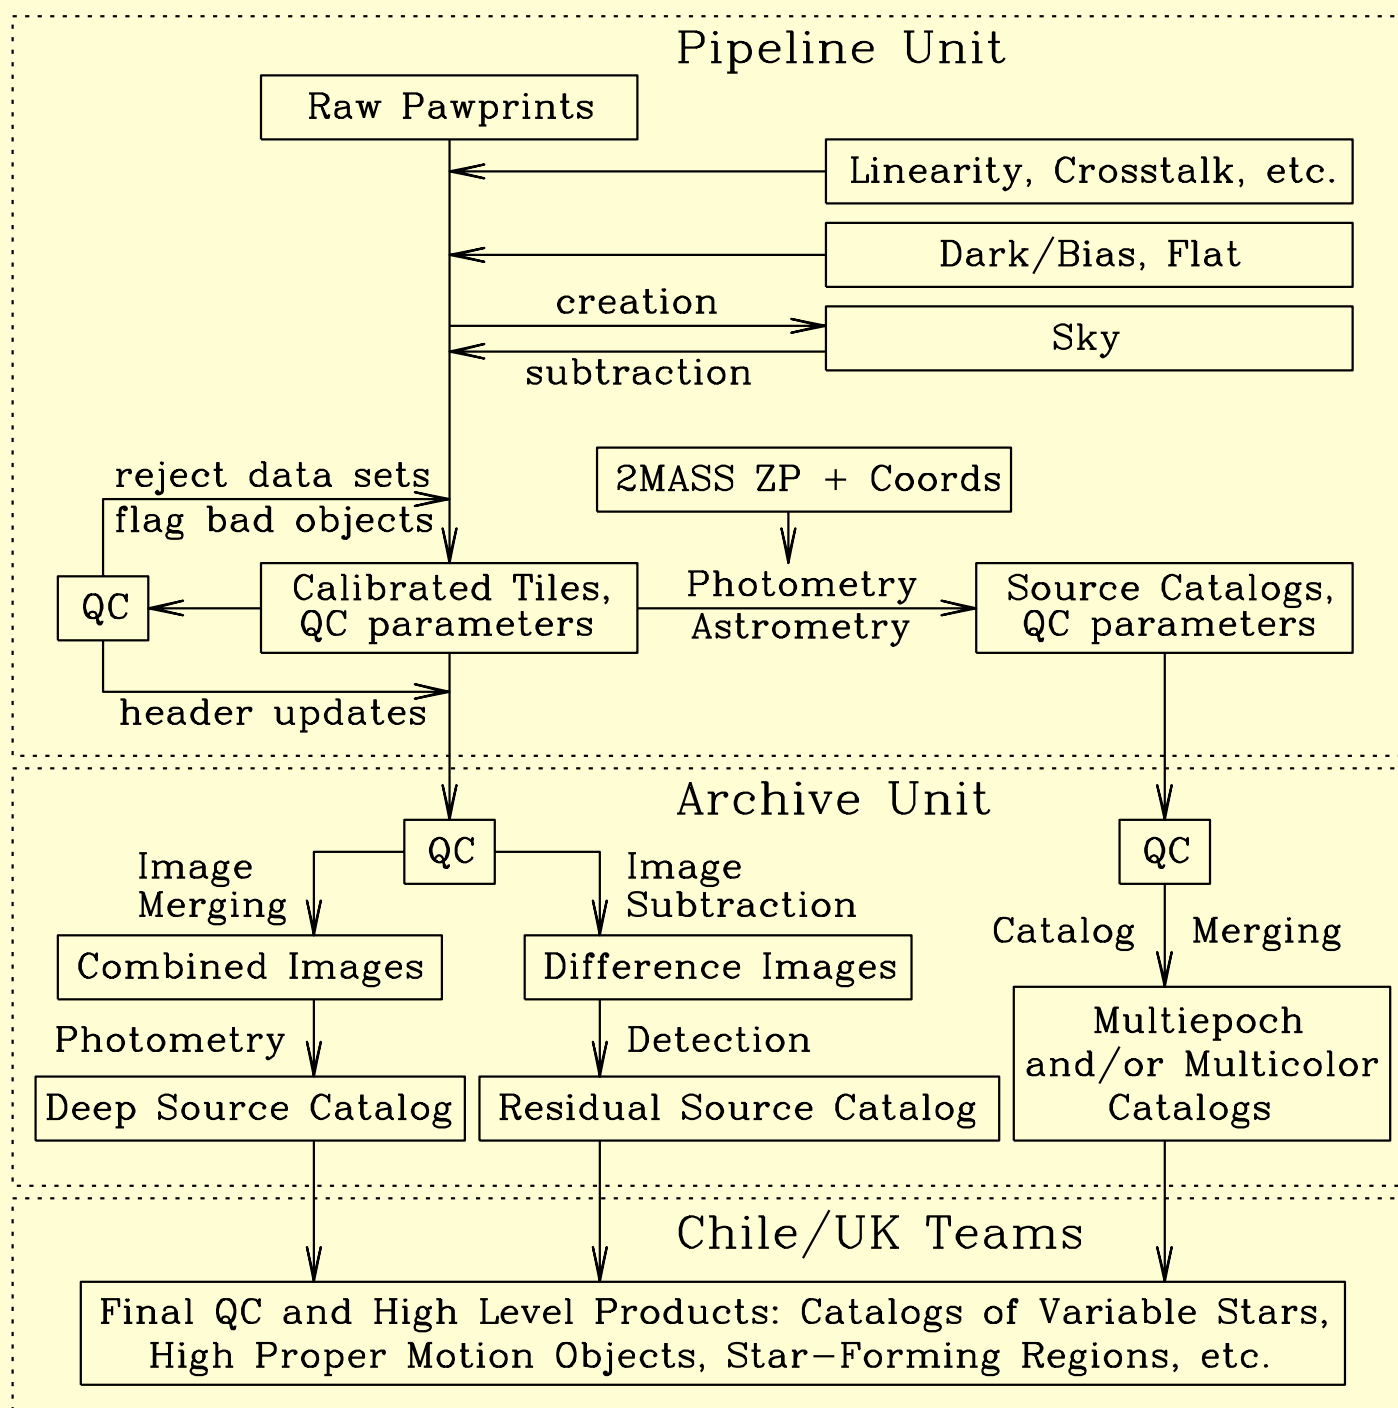 Pipeline Unit
Raw Pawprints
Linearity, Crosstalk, etc.
Dark/Bias, Flat
creation
Sky
subtraction
reject data sets
flag bad objects
2MASS ZP + Coords
QC
Calibrated Tiles,
QC parameters
Photometry
Astrometry
Source Catalogs,
QC parameters
header updates
Archive Unit
QC
QC
Image
Merging
Image
Subtraction
Catalog Merging
Combined Images
Difference Images
Photometry
Detection
Multiepoch
and/or Multicolor
Catalogs
Deep Source Catalog
Residual Source Catalog
Chile/UK Teams
Final QC and High Level Products: Catalogs of Variable Stars,
High Proper Motion Objects, Star-Forming Regions, etc.